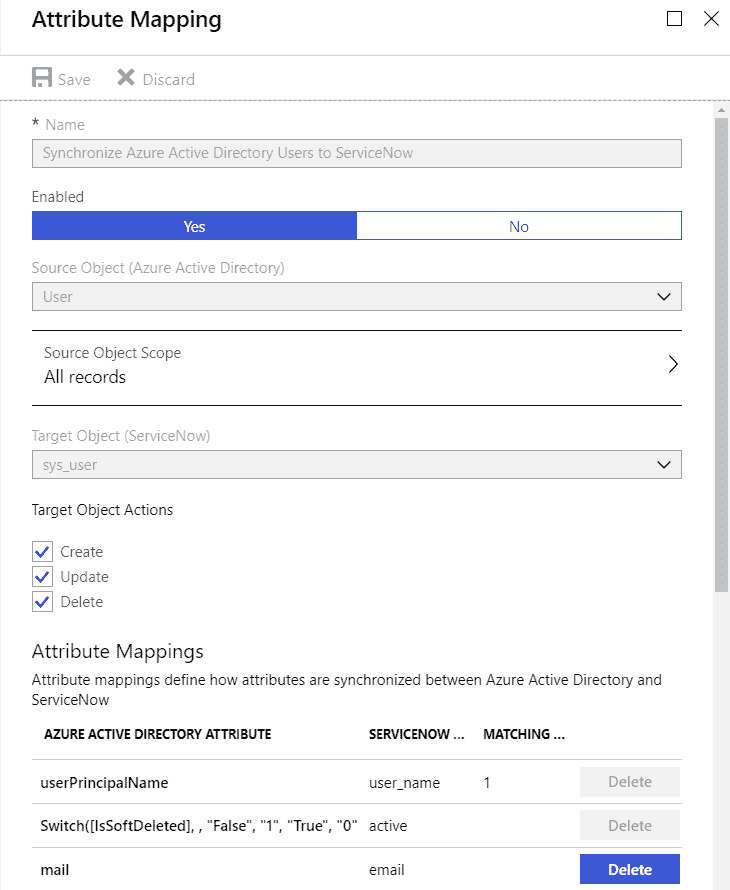 Attribute Mapping
Save Discard
* Name
Synchronize Azure Active Directory Users to ServiceNow
Enabled
Yes No
Source Object (Azure Active Directory)
User
Source Object Scope
All records
Target Object (ServiceNow)
sys_user
Target Object Actions
Create
Update
Delete
Attribute Mappings
Attribute mappings define how attributes are synchronized between Azure Active Directory and
ServiceNow
AZURE ACTIVE DIRECTORY ATTRIBUTE SERVICENOW ... MATCHING ...
userPrincipalName user_name 1 Delete
Switch([IsSoftDeleted], , "False", "1", "True", "0" active Delete
mail email Delete